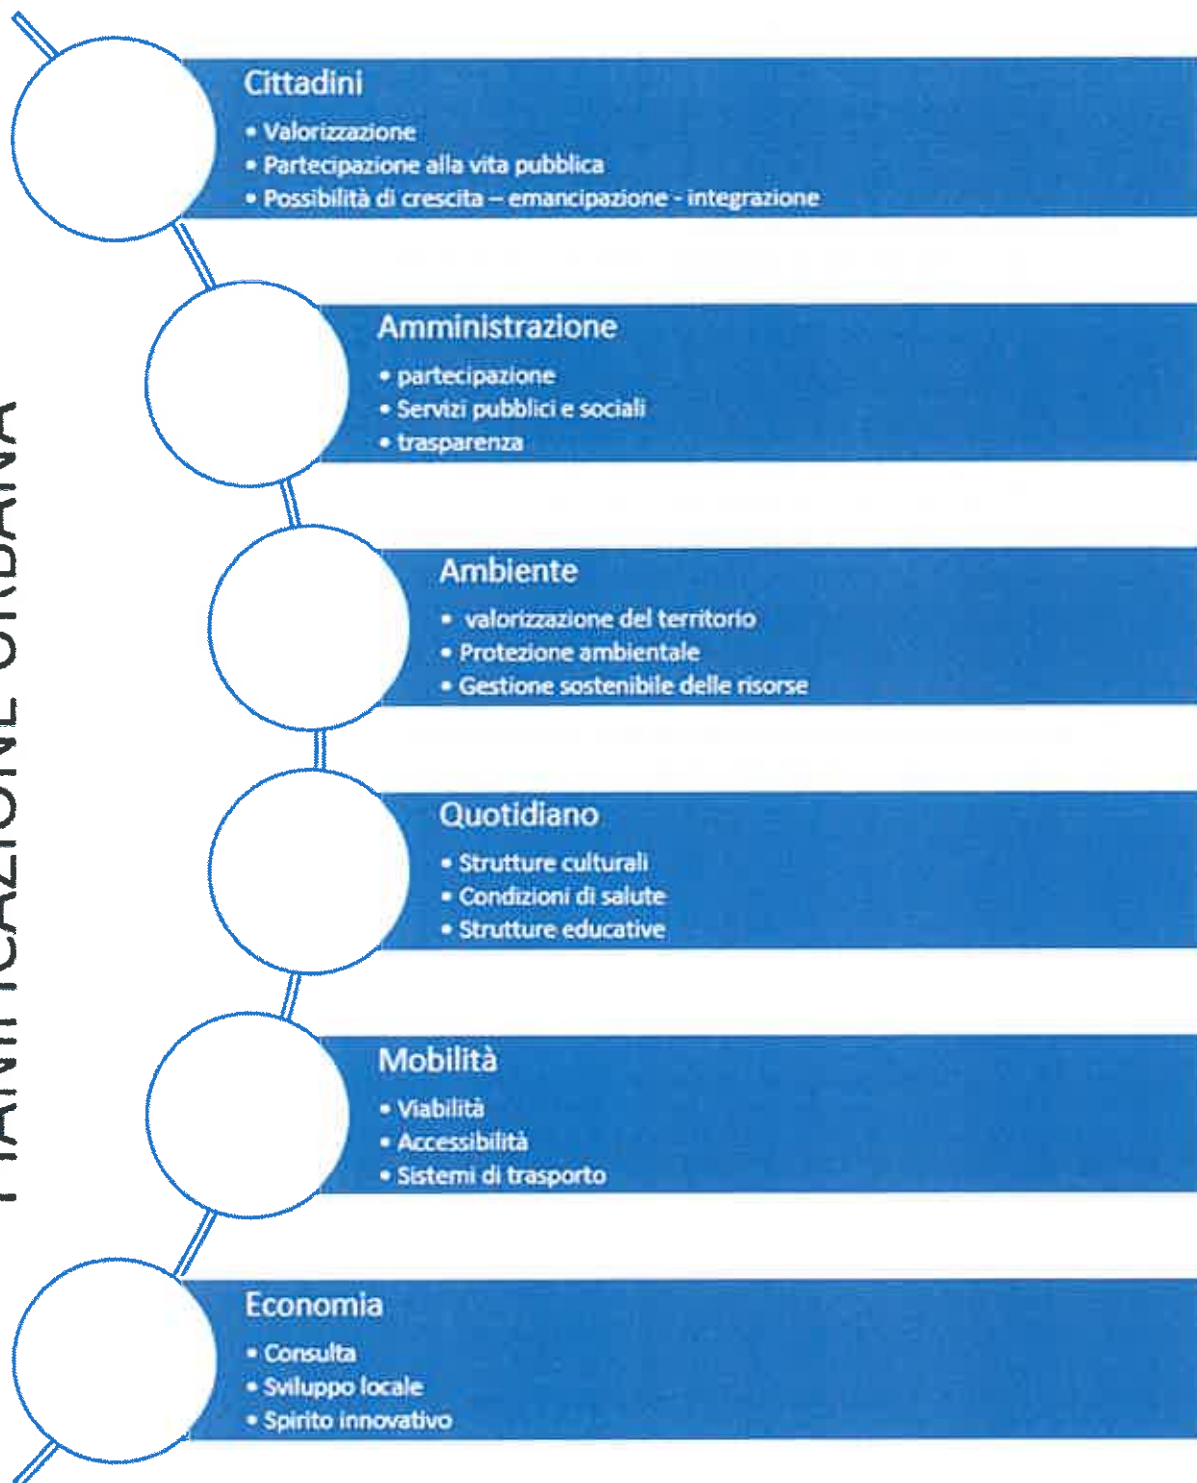 PIANIFICAZIONE URBANA
Cittadini
• Valorizzazione
• Partecipazione alla vita pubblica
• Possibilità di crescita – emancipazione - integrazione
Amministrazione
• partecipazione
• Servizi pubblici e sociali
• trasparenza
Ambiente
• valorizzazione del territorio
• Protezione ambientale
• Gestione sostenibile delle risorse
Quotidiano
• Strutture culturali
• Condizioni di salute
• Strutture educative
Mobilità
• Viabilità
• Accessibilità
• Sistemi di trasporto
Economia
• Consulta
• Sviluppo locale
• Spirito innovativo